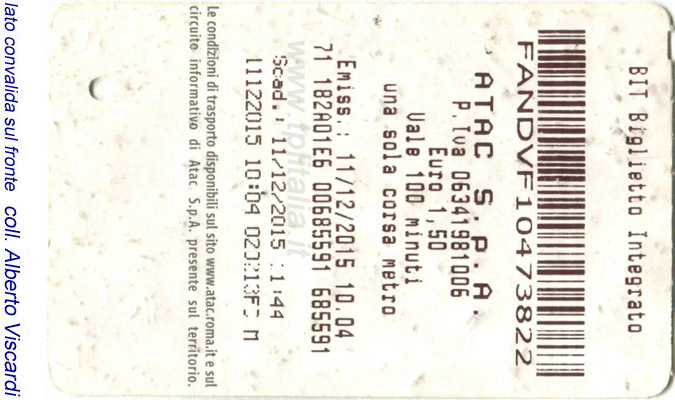 BIT Biglietto Integrato
FANDVF10473822
ATAC S.P.A.
P.Iva 06341981006
Euro 1,50
Vale 100 minuti
una sola corsa metro
Emiss.: 11/12/2015 10.04
71 182A01E6 00685591 685591
Scad.: 11/12/2015 11:44
11122015 10:04 M
Le condizioni di trasporto disponibili sul sito www.atac.roma.it e sul
circuito informativo di Atac S.p.A. presente sul territorio.
www.tplitalia.it
lato convalida sul fronte coll. Alberto Viscardi